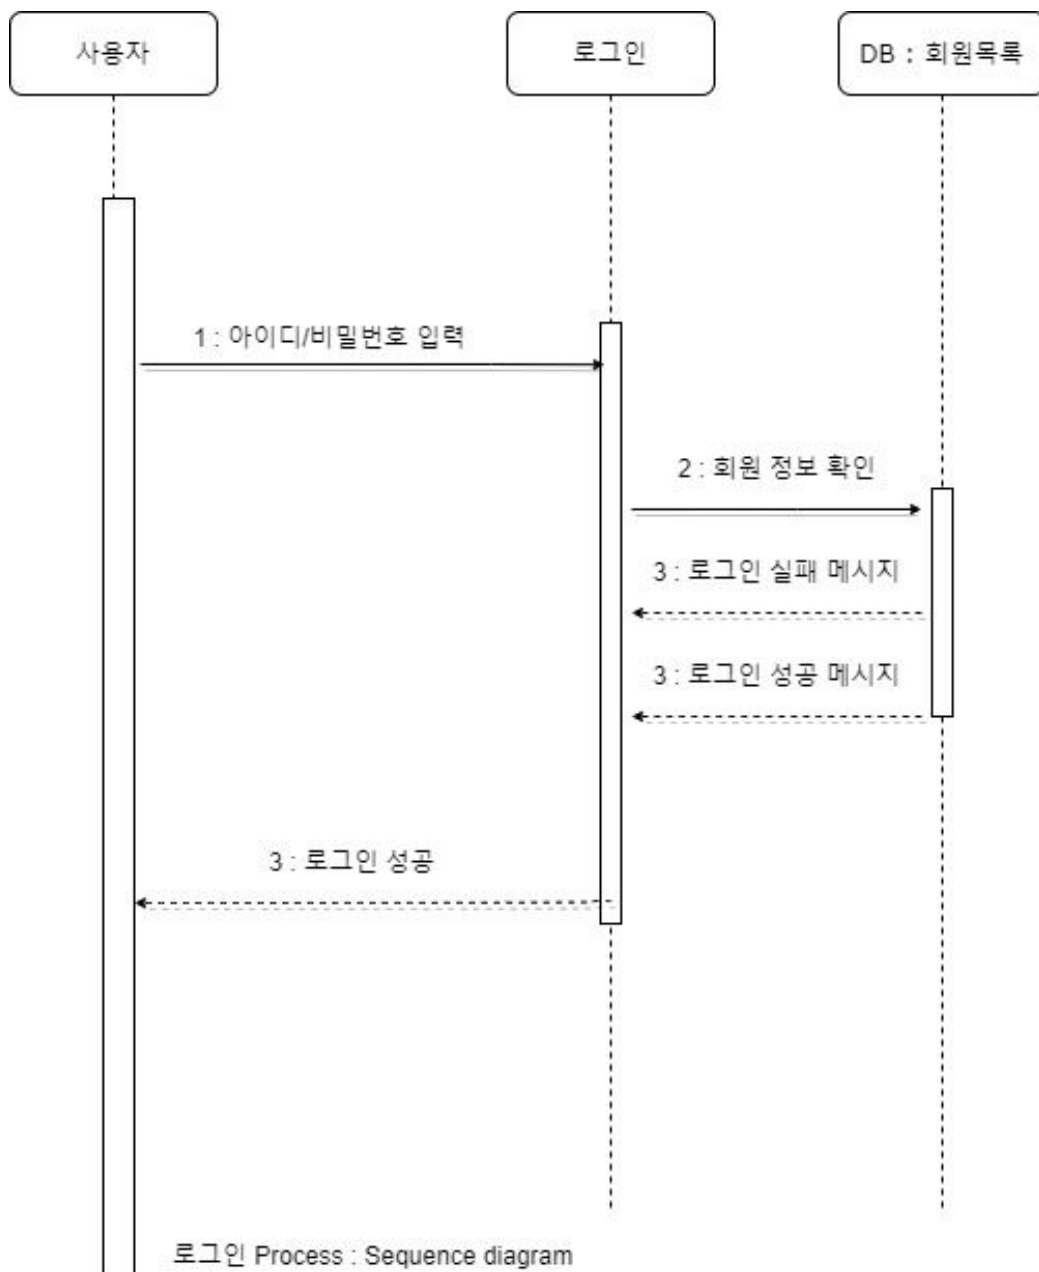 사용자
로그인
DB : 회원목록
1 : 아이디/비밀번호 입력
2 : 회원 정보 확인
3 : 로그인 실패 메시지
3 : 로그인 성공 메시지
3 : 로그인 성공
로그인 Process : Sequence diagram